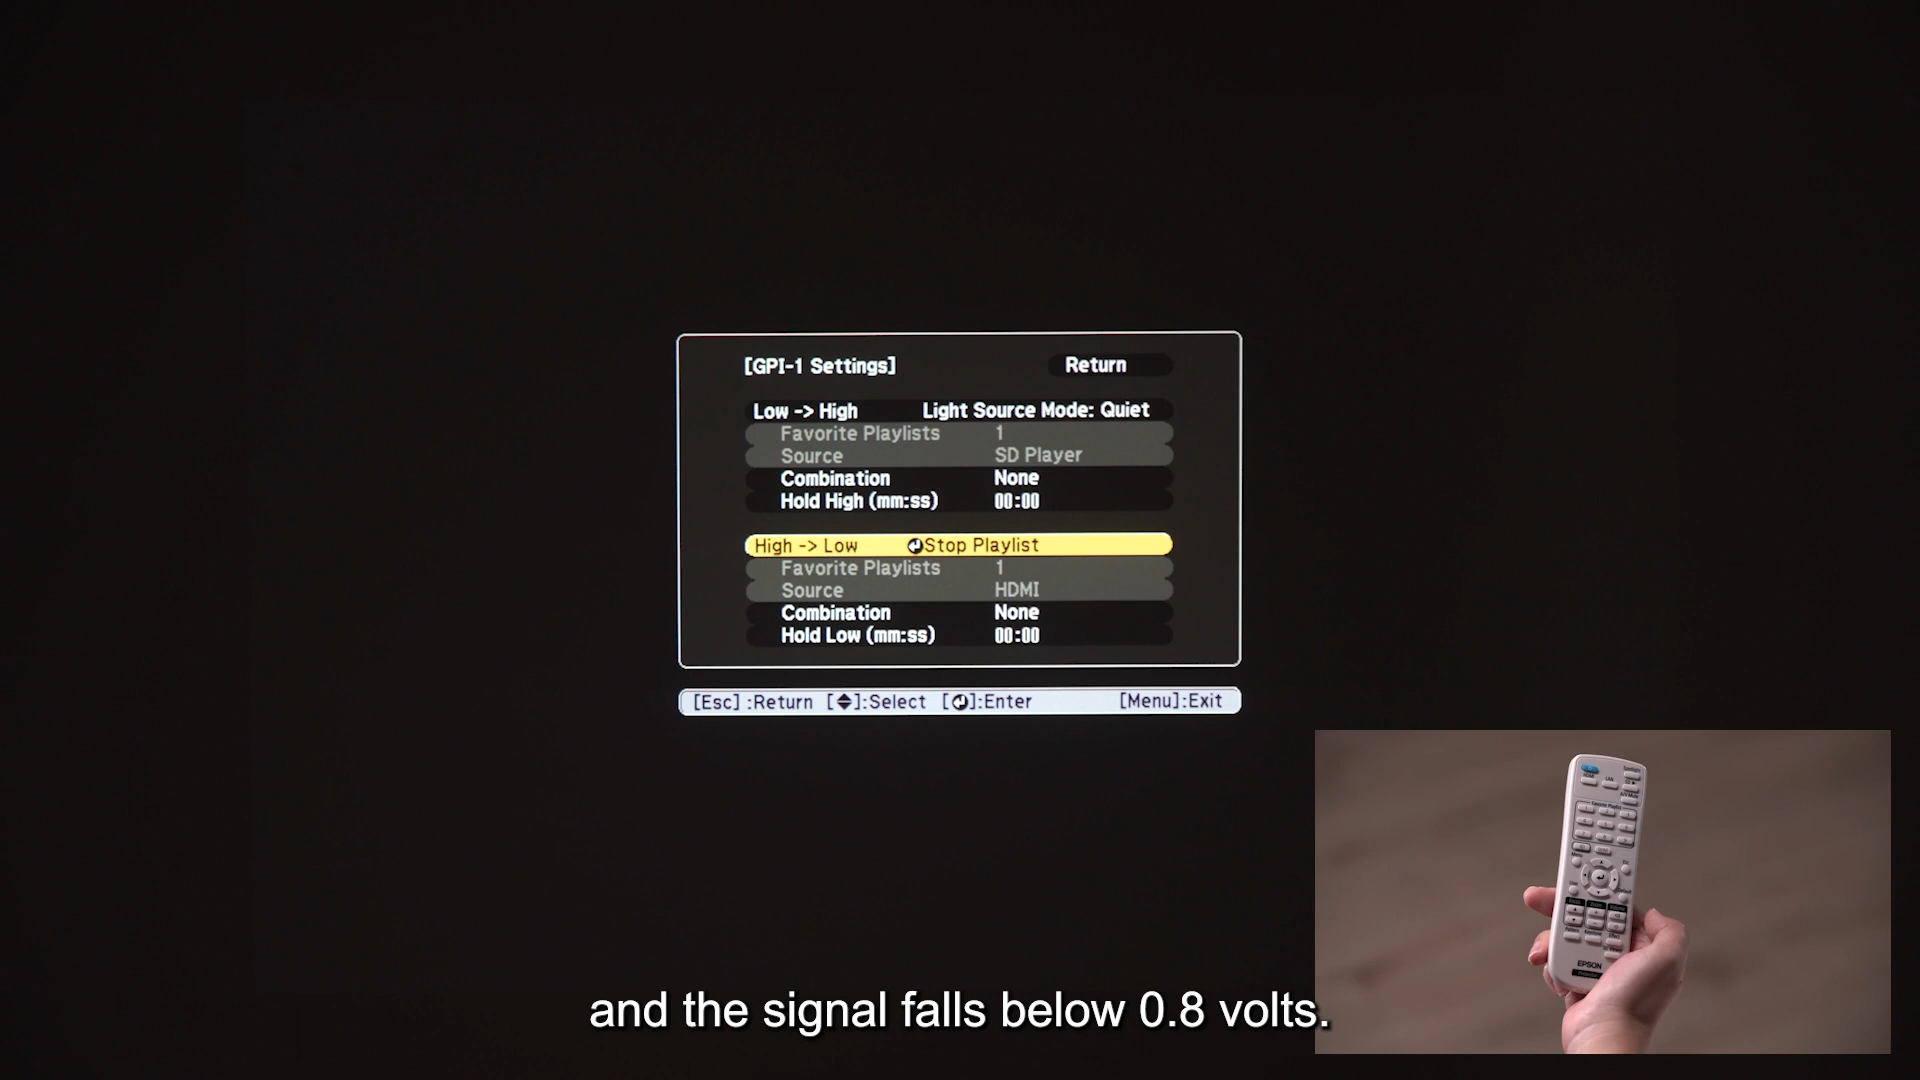 [GPI-1 Settings] Return
Low -> High Light Source Mode: Quiet
Favorite Playlists 1
Source SD Player
Combination None
Hold High (mm:ss) 00:00
High -> Low Stop Playlist
Favorite Playlists 1
Source HDMI
Combination None
Hold Low (mm:ss) 00:00
[Esc] :Return []:Select []:Enter [Menu]:Exit
EPSON
and the signal falls below 0.8 volts.